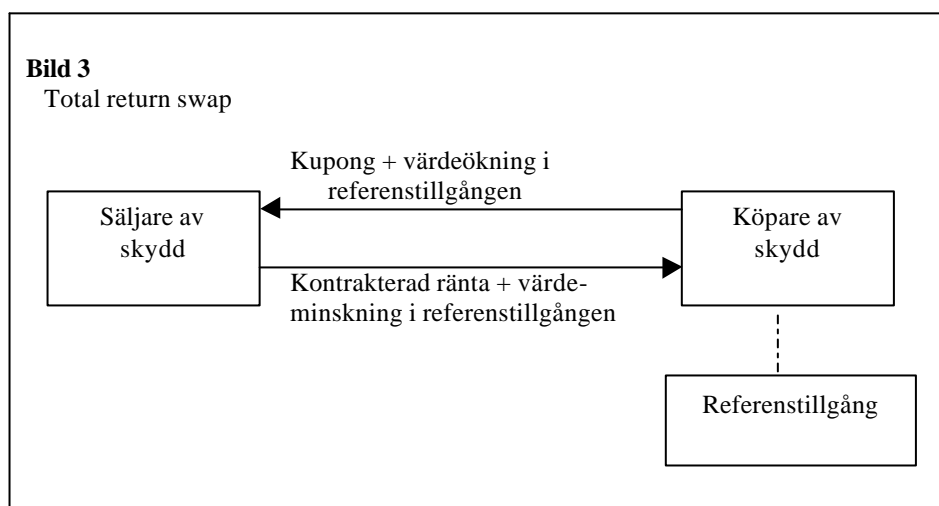 Bild 3
Total return swap
Kupong + värdeökning i
referenstillgången
Säljare av
skydd
Köpare av
skydd
Kontrakterad ränta + värde-
minskning i referenstillgången
Referenstillgång